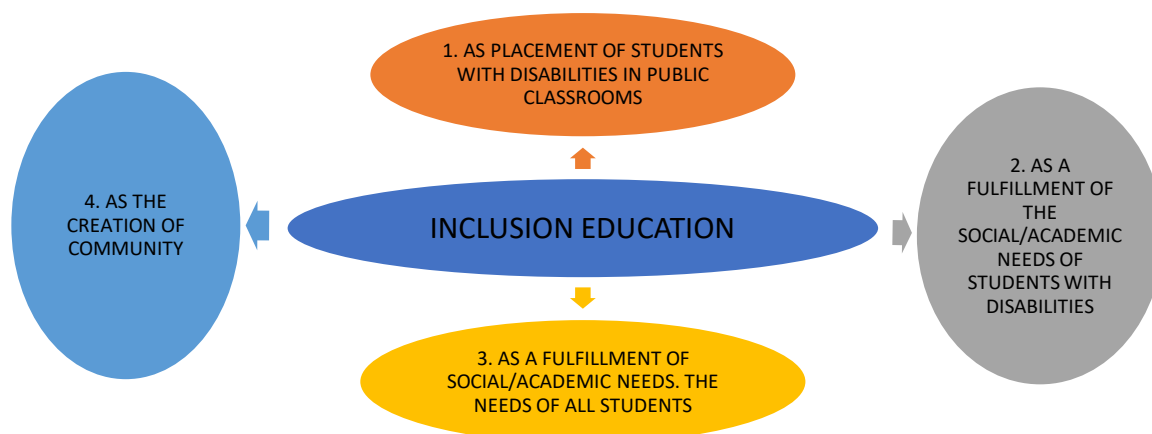 1. AS PLACEMENT OF STUDENTS
WITH DISABILITIES IN PUBLIC
CLASSROOMS
2. AS A
FULFILLMENT OF
THE
SOCIAL/ACADEMIC
NEEDS OF
STUDENTS WITH
DISABILITIES
4. AS THE
CREATION OF
COMMUNITY
INCLUSION EDUCATION
3. AS A FULFILLMENT OF
SOCIAL/ACADEMIC NEEDS. THE
NEEDS OF ALL STUDENTS